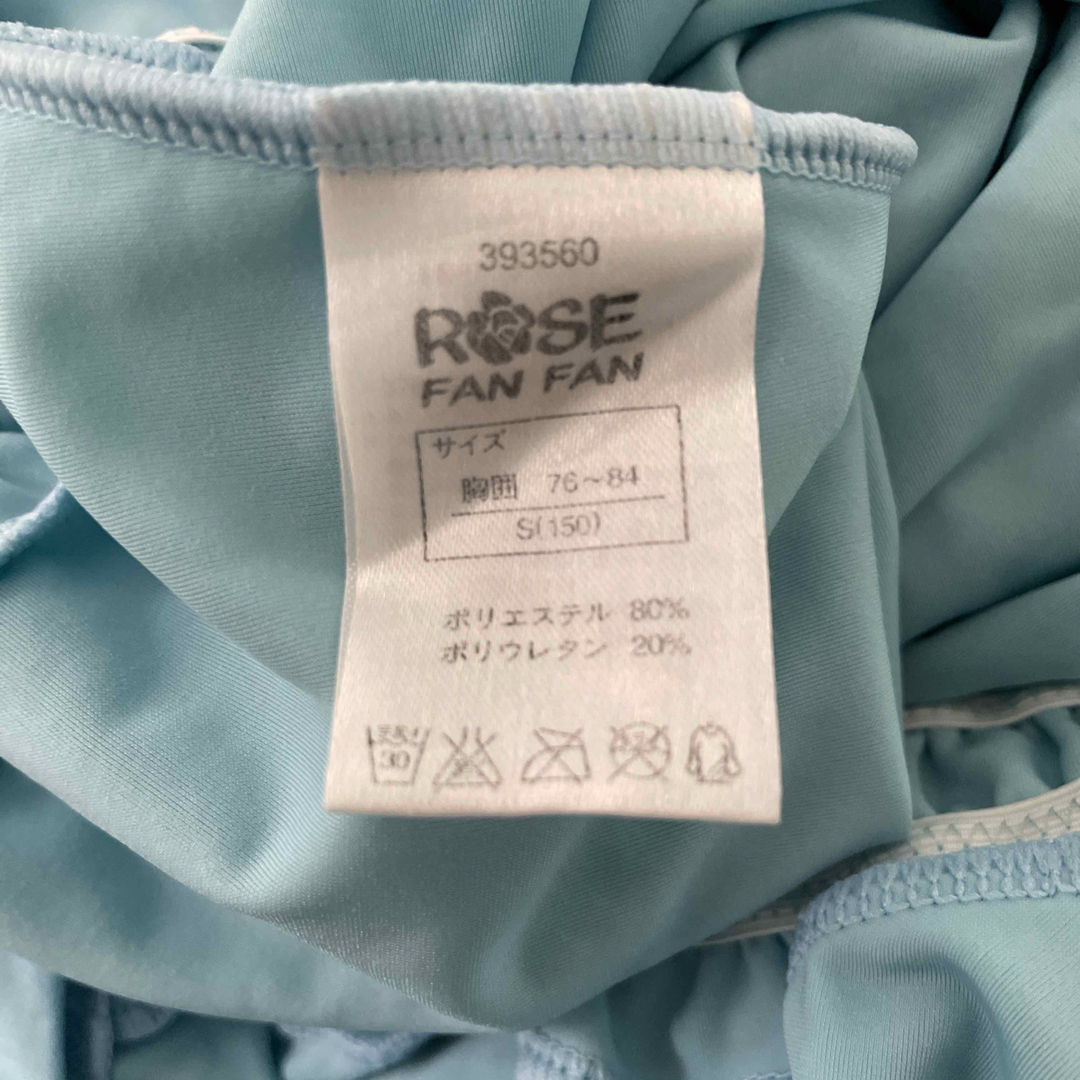 393560
ROSE
FAN FAN
サイズ
胸囲 76～84
S(150)
ポリエステル 80%
ポリウレタン 20%
30